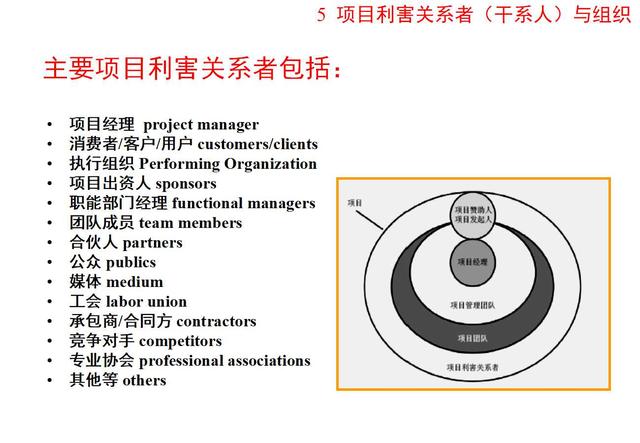 5 项目利害关系者（干系人）与组织
主要项目利害关系者包括：
• 项目经理 project manager
• 消费者/客户/用户 customers/clients
• 执行组织 Performing Organization
• 项目出资人 sponsors
• 职能部门经理 functional managers
• 团队成员 team members
• 合伙人 partners
• 公众 publics
• 媒体 medium
• 工会 labor union
• 承包商/合同方 contractors
• 竞争对手 competitors
• 专业协会 professional associations
• 其他等 others
项目
项目赞助人
项目发起人
项目经理
项目管理团队
项目团队
项目利害关系者